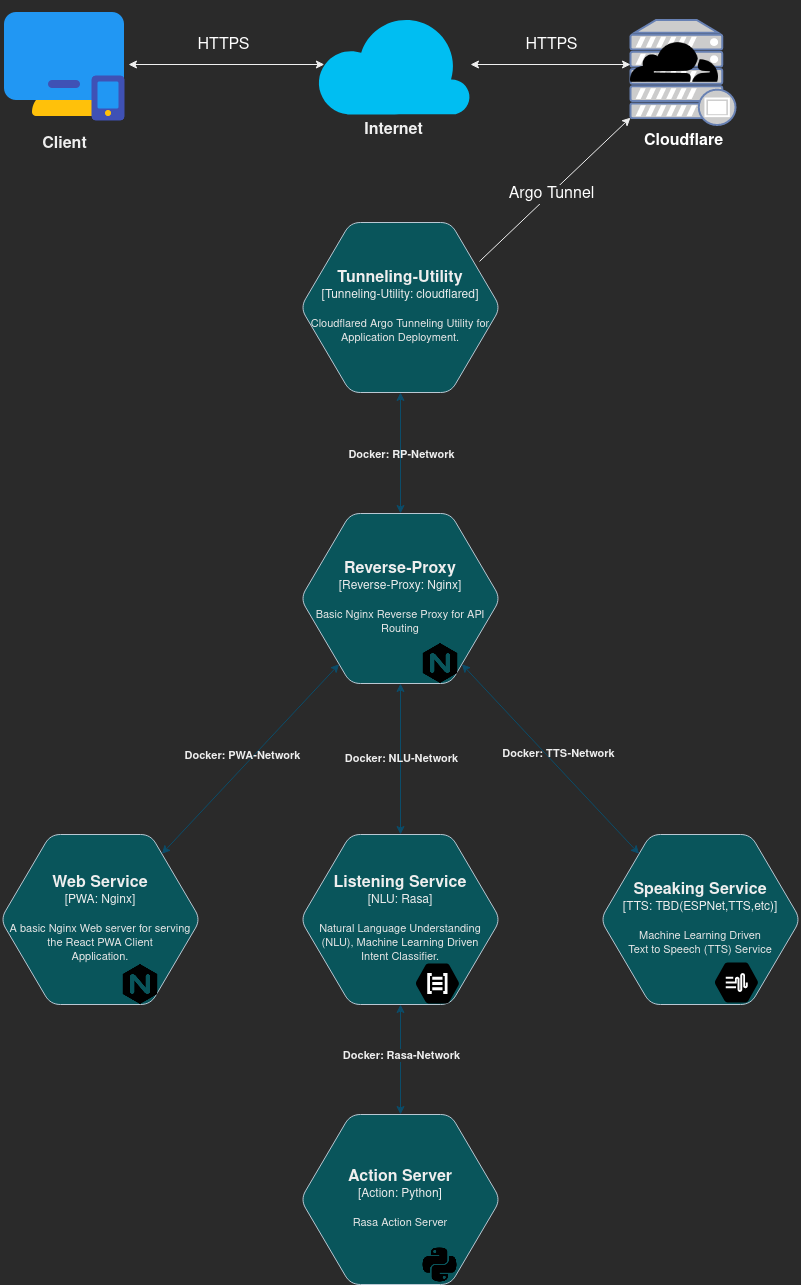 HTTPS
HTTPS
Client
Internet
Cloudflare
Argo Tunnel
Tunneling-Utility
[Tunneling-Utility: cloudflared]
Cloudflared Argo Tunneling Utility for
Application Deployment.
Docker: RP-Network
Reverse-Proxy
[Reverse-Proxy: Nginx]
Basic Nginx Reverse Proxy for API
Routing
N
Docker: PWA-Network
Docker: NLU-Network
Docker: TTS-Network
Web Service
[PWA: Nginx]
A basic Nginx Web server for serving
the React PWA Client
Application.
N
Listening Service
[NLU: Rasa]
Natural Language Understanding
(NLU), Machine Learning Driven
Intent Classifier.
Speaking Service
[TTS: TBD(ESPNet,TTS,etc)]
Machine Learning Driven
Text to Speech (TTS) Service
Docker: Rasa-Network
Action Server
[Action: Python]
Rasa Action Server